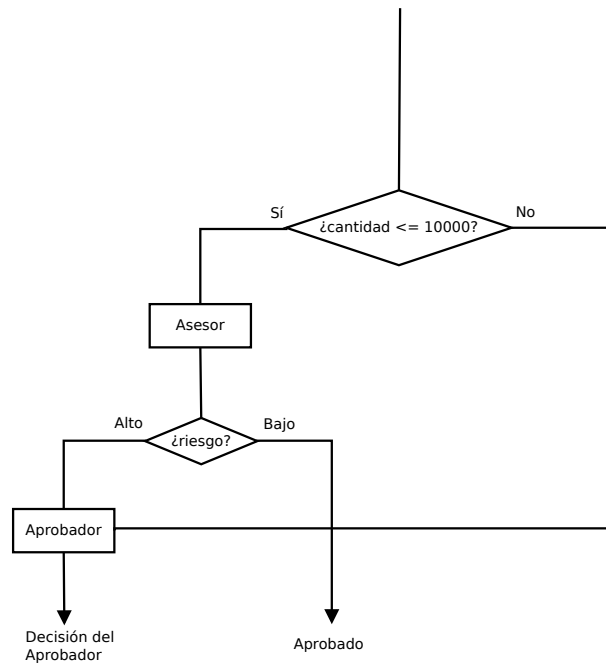 Sí
No
¿cantidad <= 10000?
Asesor
Alto
Bajo
¿riesgo?
Aprobador
Decisión del
Aprobador
Aprobado